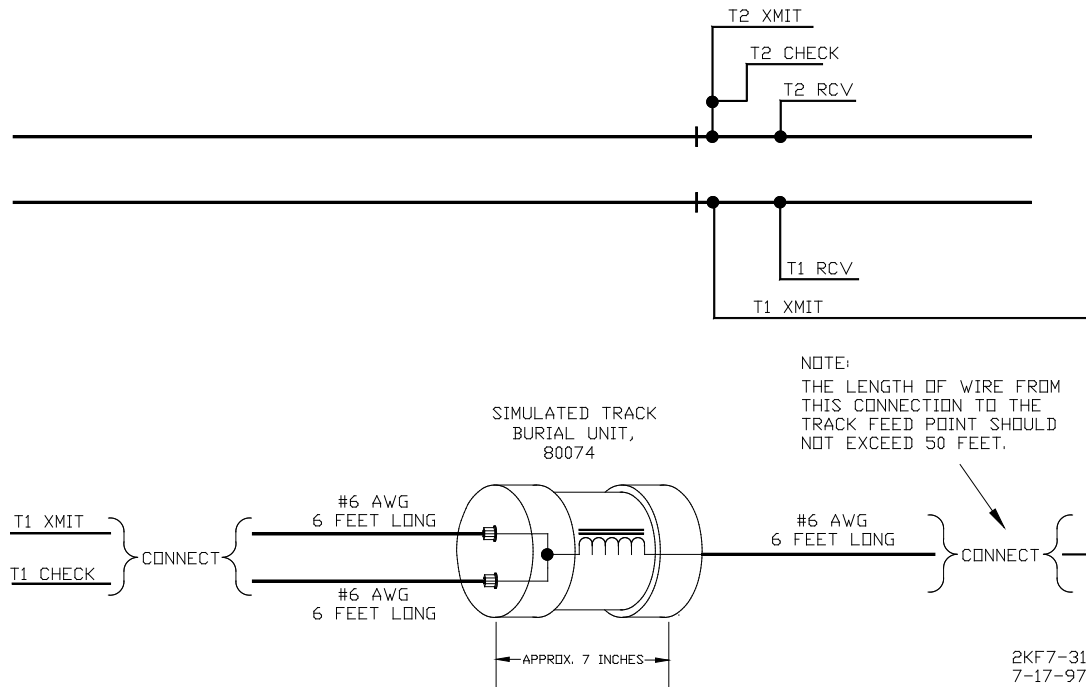 T2 XMIT
T2 CHECK
T2 RCV
T1 RCV
T1 XMIT
NOTE:
THE LENGTH OF WIRE FROM
THIS CONNECTION TO THE
TRACK FEED POINT SHOULD
NOT EXCEED 50 FEET.
SIMULATED TRACK
BURIAL UNIT,
80074
#6 AWG
6 FEET LONG
T1 XMIT
T1 CHECK
CONNECT
#6 AWG
6 FEET LONG
#6 AWG
6 FEET LONG
CONNECT
APPROX. 7 INCHES
2KF7-31
7-17-97